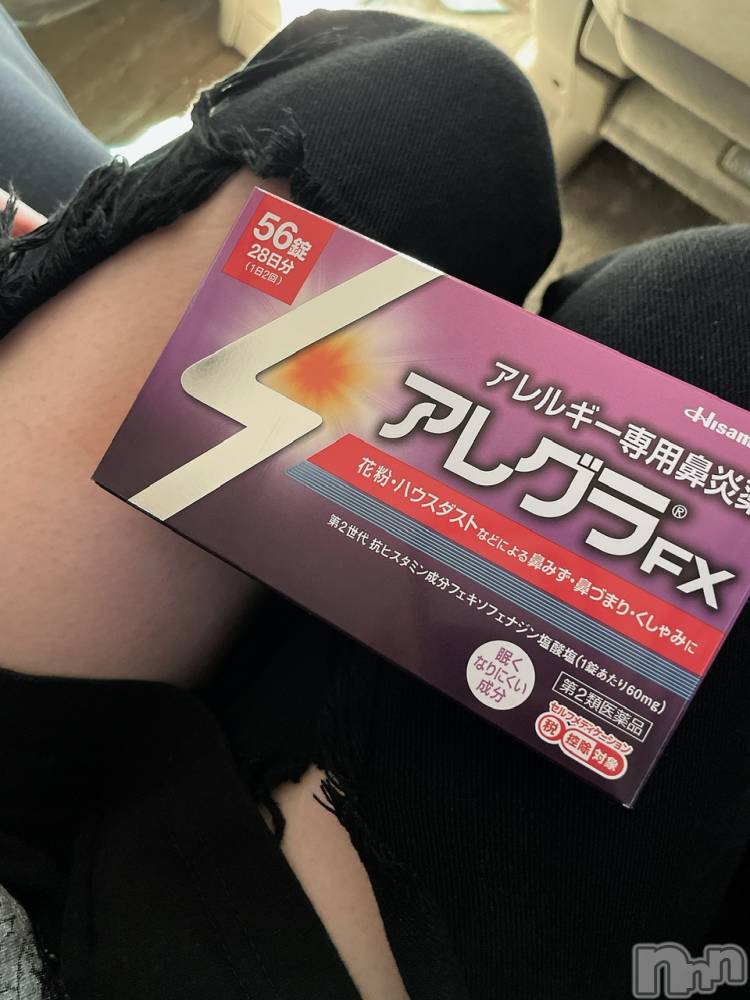 56錠
28日分
(1日2回)
Hisam
アレルギー専用鼻炎薬
アレグラ®FX
花粉・ハウスダストなどによる鼻みず・鼻づまり・くしゃみに
第2世代 抗ヒスタミン成分フェキソフェナジン塩酸塩(1錠あたり60mg)
眠く
なりにくい
成分
第2類医薬品
セルフメディケーション
税 控除 対象
nnn